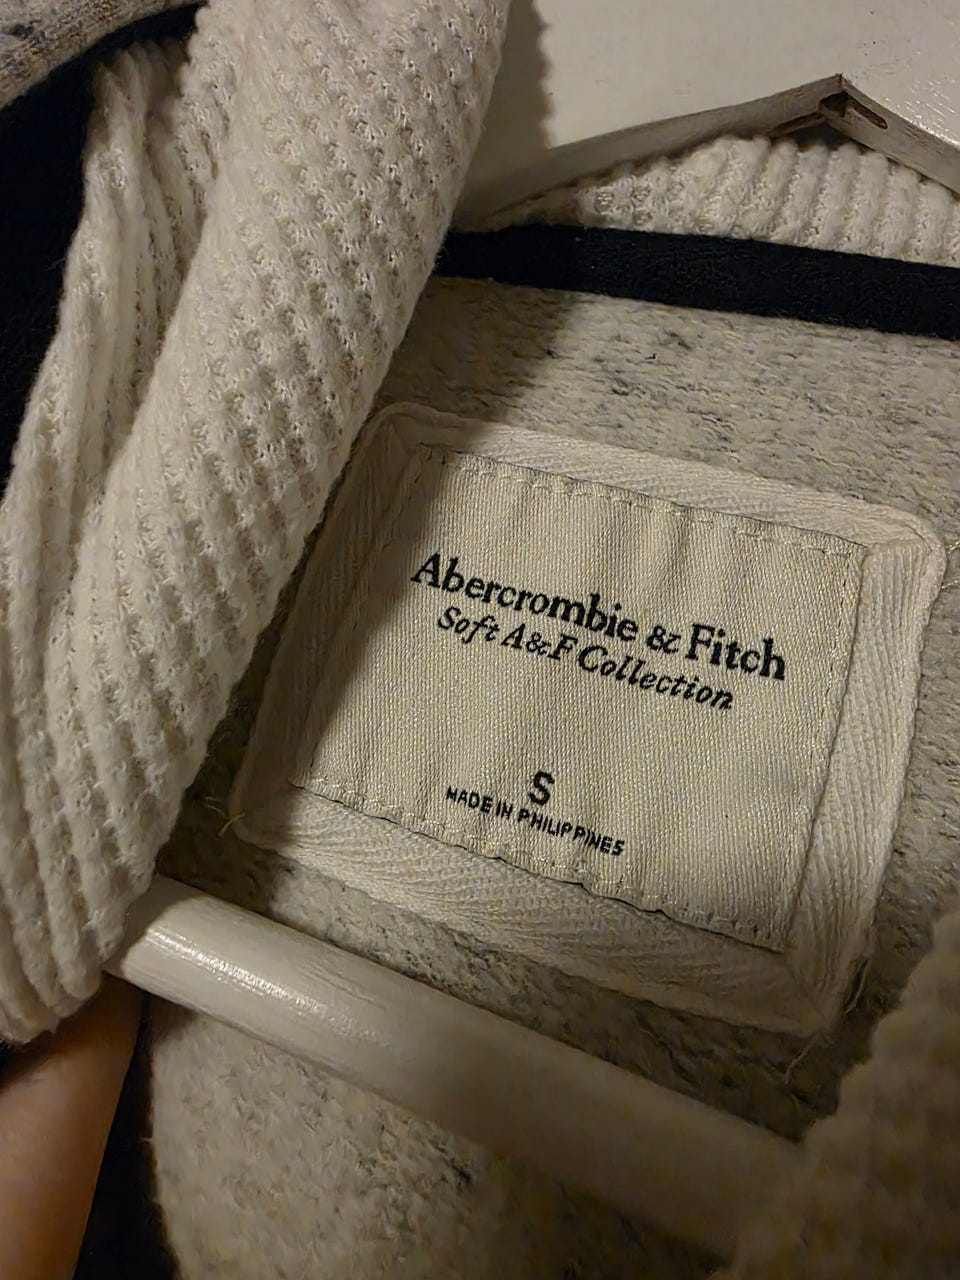 Abercrombie & Fitch
Soft A&F Collection
S
MADE IN PHILIPPINES